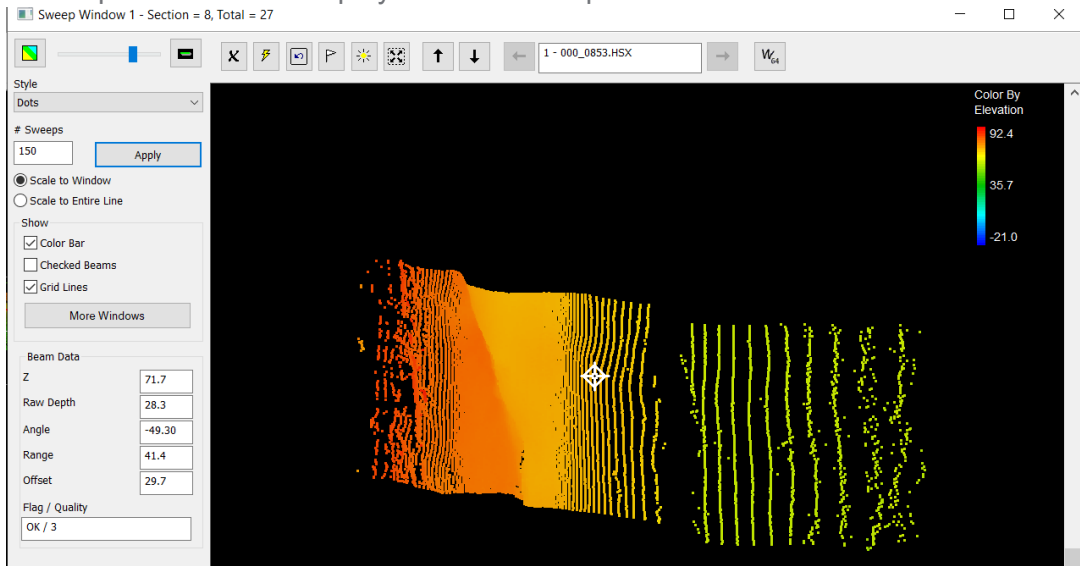 Sweep Window 1 - Section = 8, Total = 27
1 - 000_0853.HSX
W64
Style
Dots
# Sweeps
150
Apply
Scale to Window
Scale to Entire Line
Show
Color Bar
Checked Beams
Grid Lines
More Windows
Beam Data
Z
71.7
Raw Depth
28.3
Angle
-49.30
Range
41.4
Offset
29.7
Flag / Quality
OK / 3
Color By
Elevation
92.4
35.7
-21.0